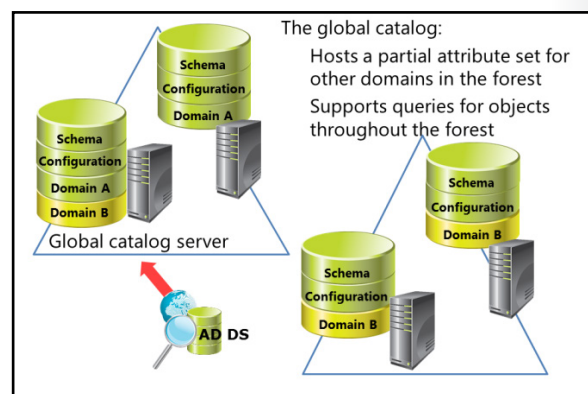 The global catalog:
Hosts a partial attribute set for
other domains in the forest
Supports queries for objects
throughout the forest
Schema
Configuration
Domain A
Schema
Configuration
Domain A
Domain B
Global catalog server
AD DS
Schema
Configuration
Domain B
Schema
Configuration
Domain B